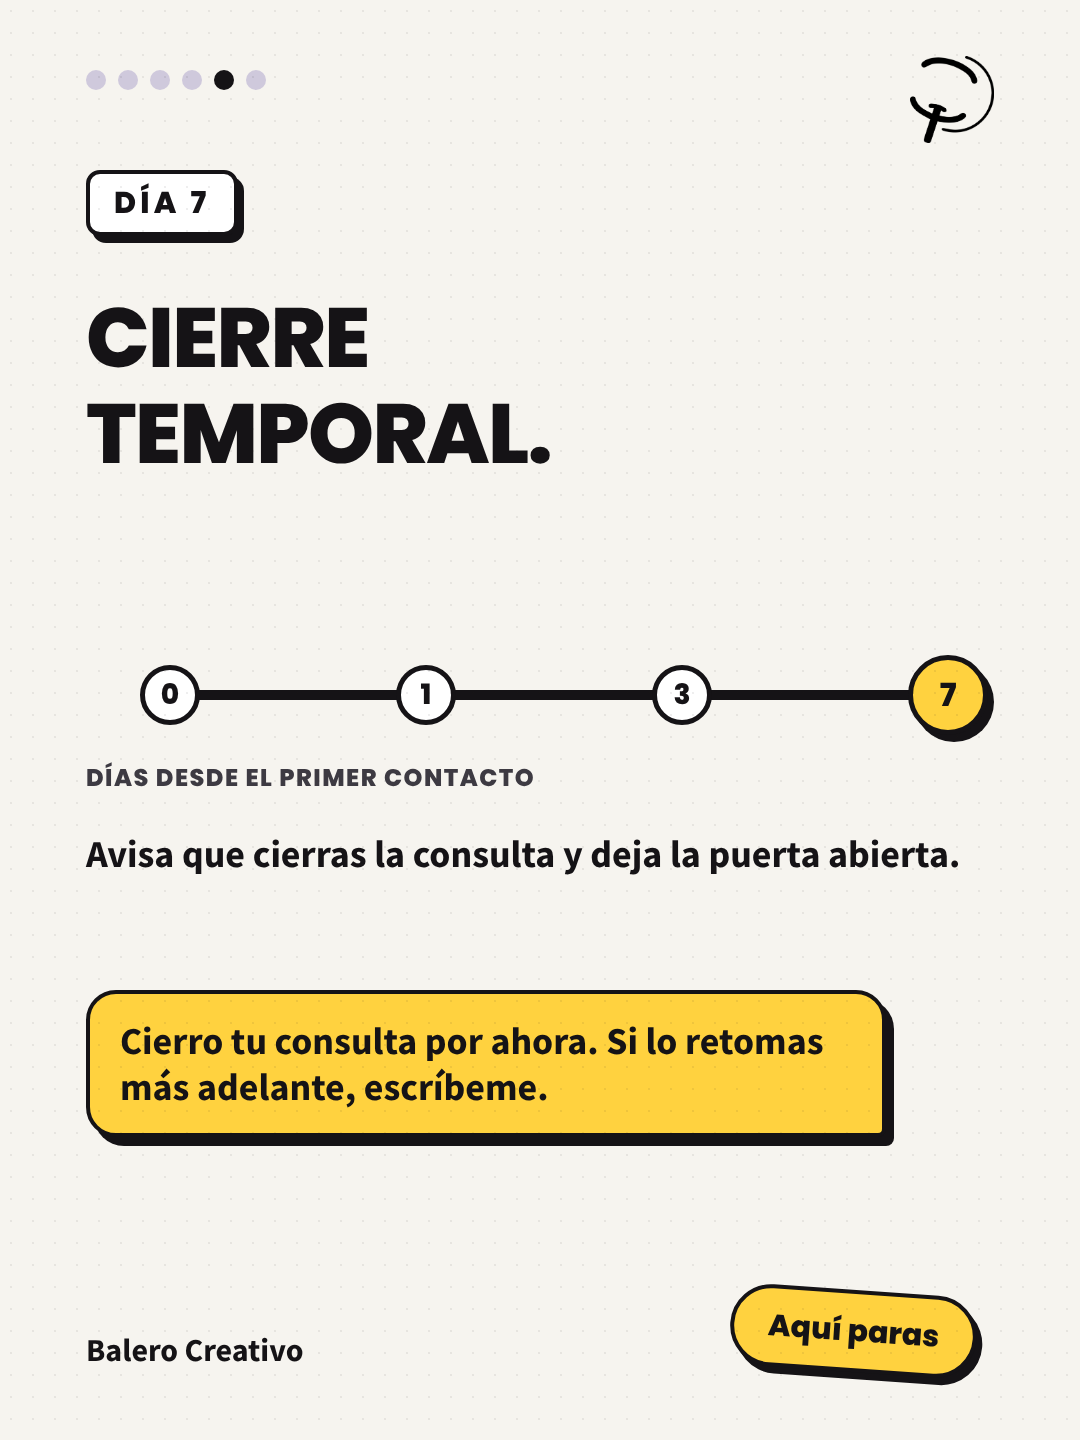 DÍA 7
CIERRE
TEMPORAL.
0 1 3 7
DÍAS DESDE EL PRIMER CONTACTO
Avisa que cierras la consulta y deja la puerta abierta.
Cierro tu consulta por ahora. Si lo retomas
más adelante, escríbeme.
Aquí paras
Balero Creativo